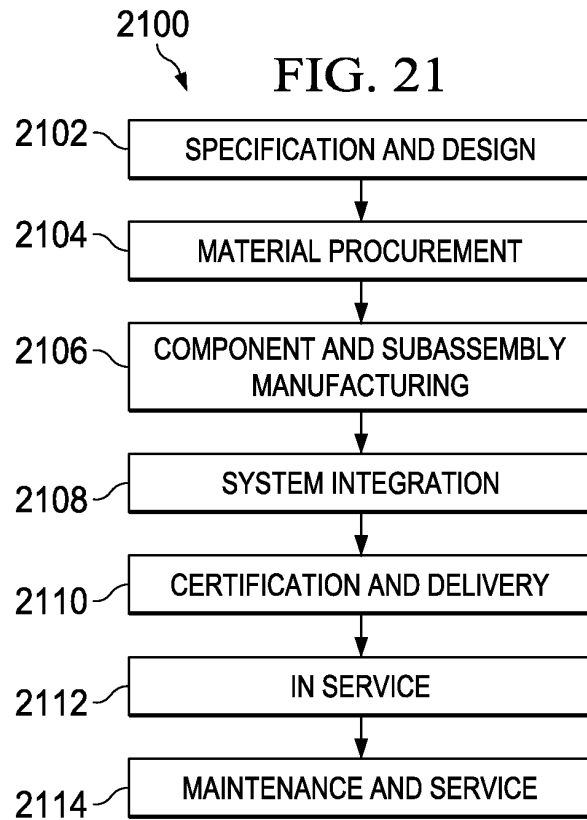 2100
FIG. 21
2102
SPECIFICATION AND DESIGN
2104
MATERIAL PROCUREMENT
2106
COMPONENT AND SUBASSEMBLY
MANUFACTURING
2108
SYSTEM INTEGRATION
2110
CERTIFICATION AND DELIVERY
2112
IN SERVICE
2114
MAINTENANCE AND SERVICE